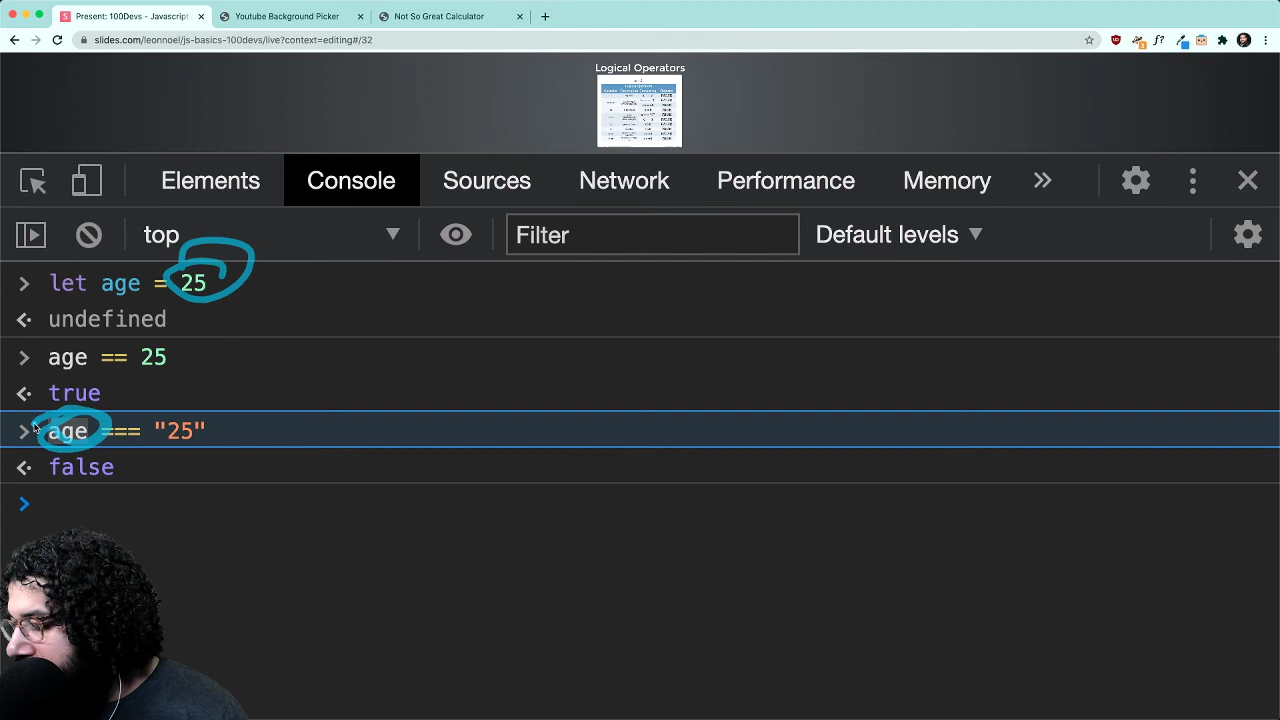 Present: 100Devs - Javascript
Youtube Background Picker
Not So Great Calculator
slides.com/leonnoel/js-basics-100devs/live?context=editing#/32
Logical Operators
Elements Console Sources Network Performance Memory
top Filter Default levels
> let age = 25
undefined
> age == 25
true
> age === "25"
false
>